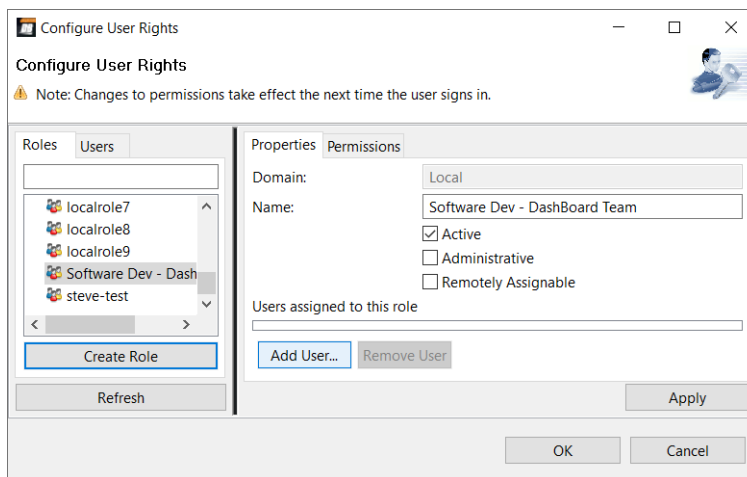 Configure User Rights
Configure User Rights
Note: Changes to permissions take effect the next time the user signs in.
Roles Users
localrole7
localrole8
localrole9
Software Dev - Dash
steve-test
Create Role
Refresh
Properties Permissions
Domain: Local
Name: Software Dev - DashBoard Team
Active
Administrative
Remotely Assignable
Users assigned to this role
Add User... Remove User
Apply
OK Cancel